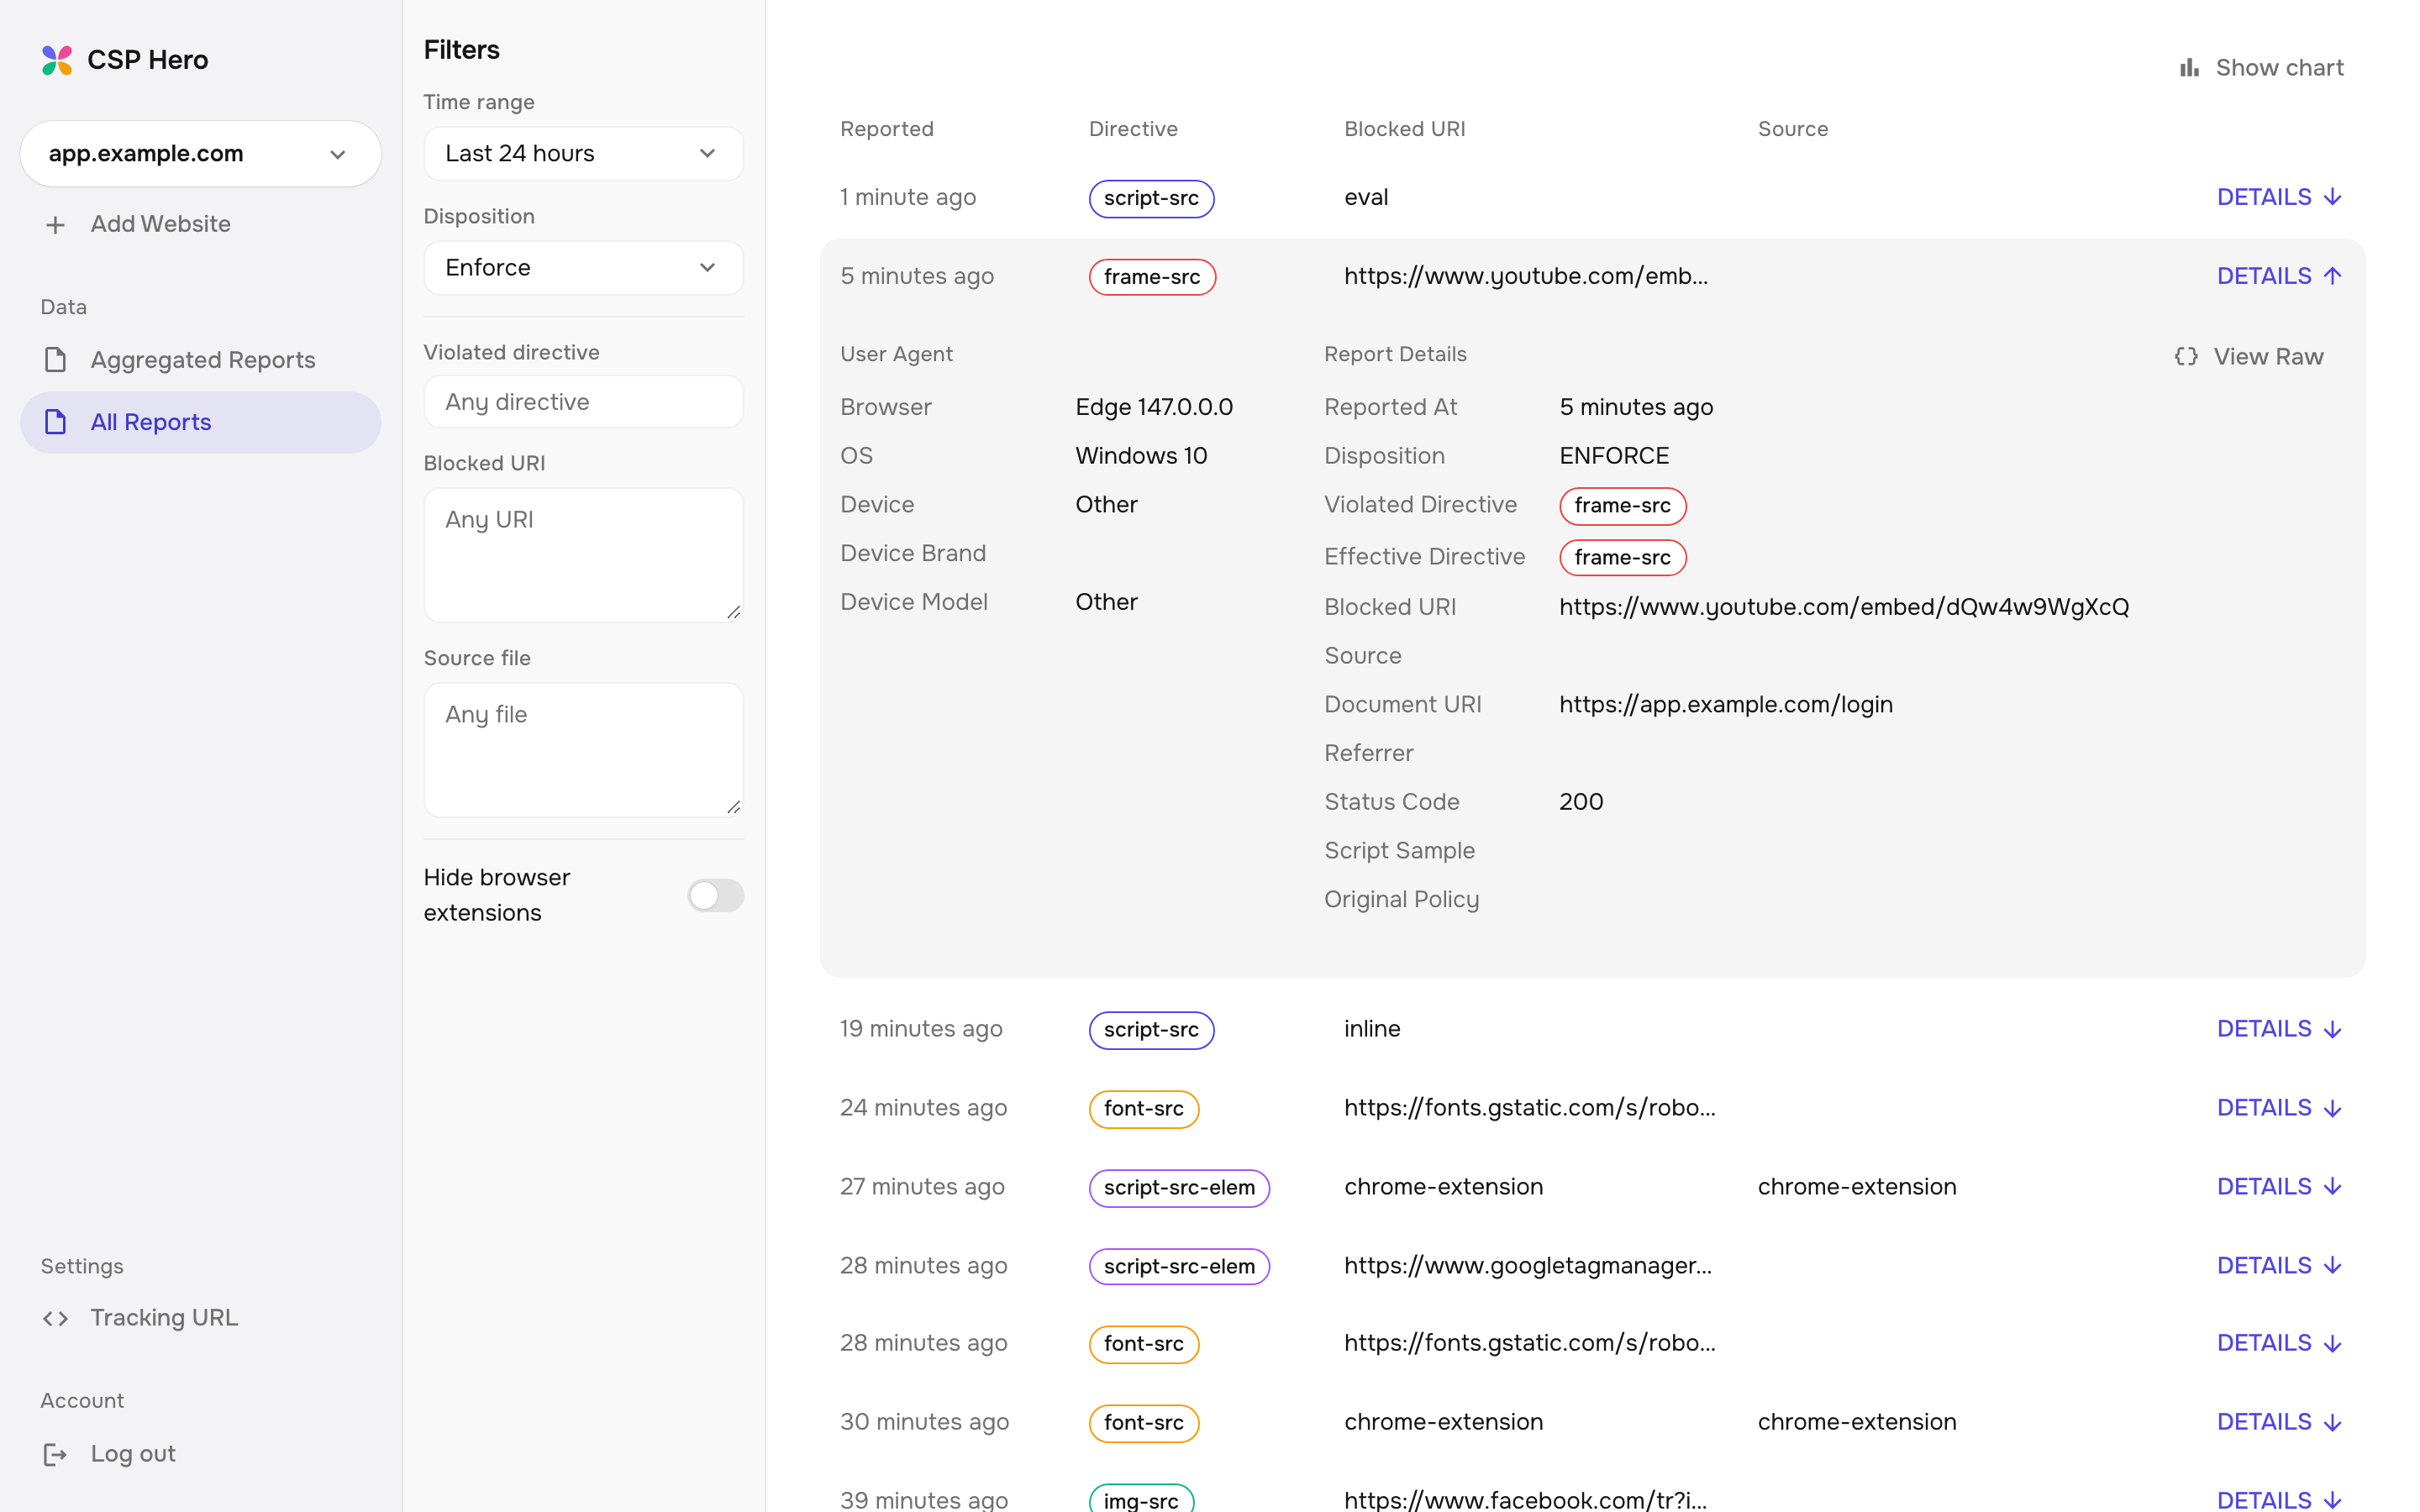 CSP Hero
app.example.com
Add Website
Data
Aggregated Reports
All Reports
Settings
Tracking URL
Account
Log out
Filters
Time range
Last 24 hours
Disposition
Enforce
Violated directive
Any directive
Blocked URI
Any URI
Source file
Any file
Hide browser
extensions
Show chart
Reported Directive Blocked URI Source
1 minute ago script-src eval DETAILS
5 minutes ago frame-src https://www.youtube.com/emb... DETAILS
User Agent
Browser Edge 147.0.0.0
OS Windows 10
Device Other
Device Brand
Device Model Other
Report Details
View Raw
Reported At 5 minutes ago
Disposition ENFORCE
Violated Directive frame-src
Effective Directive frame-src
Blocked URI https://www.youtube.com/embed/dQw4w9WgXcQ
Source
Document URI https://app.example.com/login
Referrer
Status Code 200
Script Sample
Original Policy
19 minutes ago script-src inline DETAILS
24 minutes ago font-src https://fonts.gstatic.com/s/robo... DETAILS
27 minutes ago script-src-elem chrome-extension chrome-extension DETAILS
28 minutes ago script-src-elem https://www.googletagmanager... DETAILS
28 minutes ago font-src https://fonts.gstatic.com/s/robo... DETAILS
30 minutes ago font-src chrome-extension chrome-extension DETAILS
39 minutes ago img-src https://www.facebook.com/tr?i... DETAILS